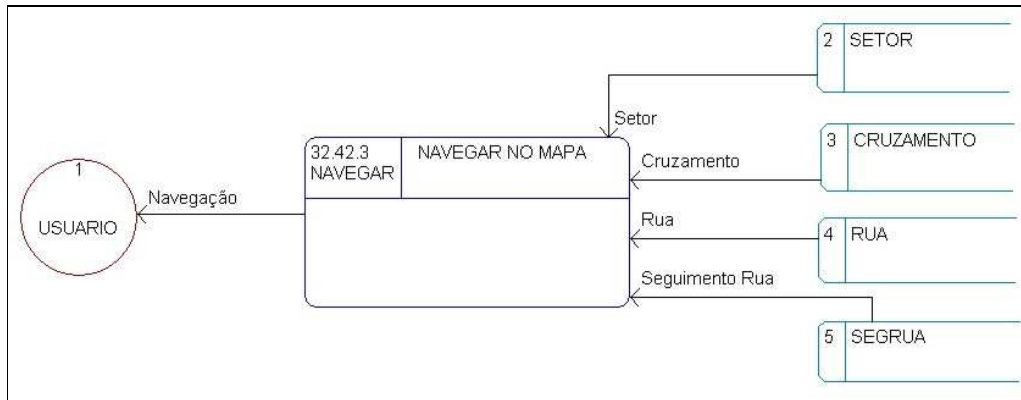 2 SETOR
Setor
32.42.3 NAVEGAR NO MAPA
NAVEGAR
3 CRUZAMENTO
Cruzamento
1
USUARIO
Navegação
Rua
4 RUA
Seguimento Rua
5 SEGRUA